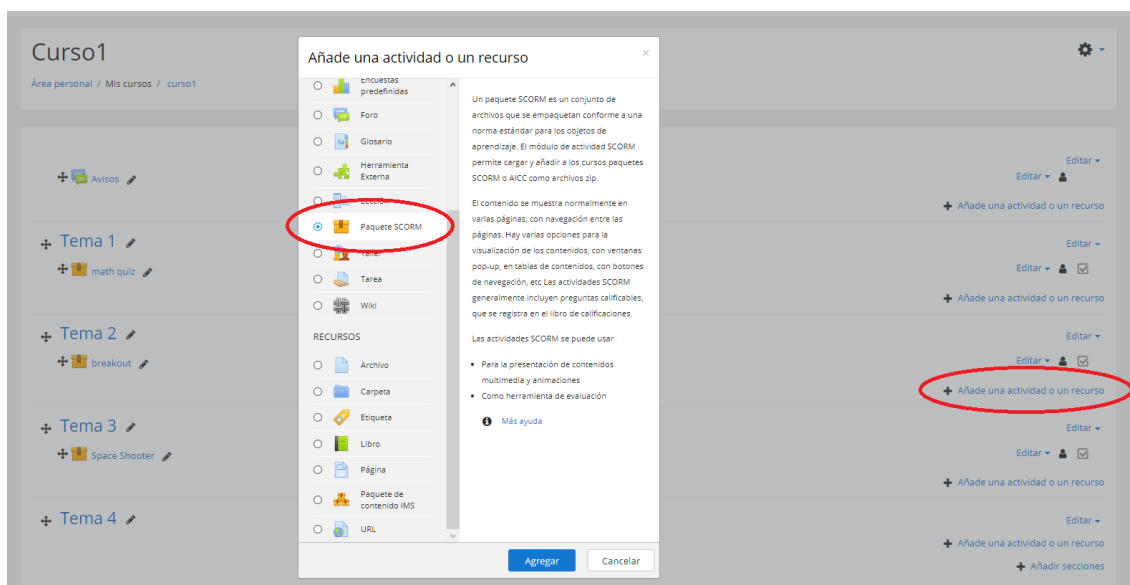 Curso1
Área personal / Mis cursos / curso1
Avisos
Editar
Editar
Añade una actividad o un recurso
Tema 1
Editar
math quiz
Editar
Añade una actividad o un recurso
Tema 2
Editar
breakout
Editar
Añade una actividad o un recurso
Tema 3
Editar
Space Shooter
Editar
Añade una actividad o un recurso
Tema 4
Editar
Añade una actividad o un recurso
Añadir secciones
Añade una actividad o un recurso
×
Encuestas
predefinidas
Foro
Glosario
Herramienta
Externa
Lección
Paquete SCORM
Taller
Tarea
Wiki
RECURSOS
Archivo
Carpeta
Etiqueta
Libro
Página
Paquete de
contenido IMS
URL
Un paquete SCORM es un conjunto de
archivos que se empaquetan conforme a una
norma estándar para los objetos de
aprendizaje. El módulo de actividad SCORM
permite cargar y añadir a los cursos paquetes
SCORM o AICC como archivos zip.
El contenido se muestra normalmente en
varias páginas, con navegación entre las
páginas. Hay varias opciones para la
visualización de los contenidos, con ventanas
pop-up, en tablas de contenidos, con botones
de navegación, etc Las actividades SCORM
generalmente incluyen preguntas calificables,
que se registra en el libro de calificaciones.
Las actividades SCORM se puede usar
Para la presentación de contenidos
multimedia y animaciones
Como herramienta de evaluación
Más ayuda
Agregar
Cancelar